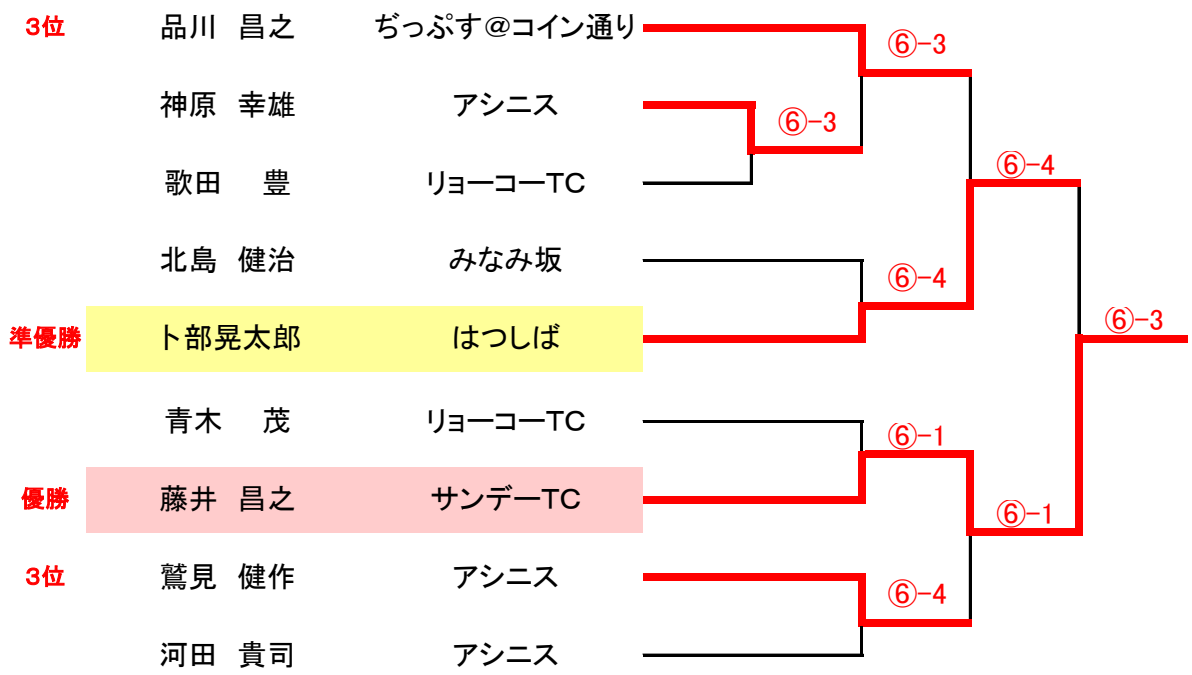 3位 品川 昌之 ぢっぷす@コイン通り
⑥-3
神原 幸雄 アシニス
⑥-3
歌田 豊 リョーコーTC
⑥-4
北島 健治 みなみ坂
⑥-4
準優勝 卜部晃太郎 はつしば
⑥-3
青木 茂 リョーコーTC
⑥-1
優勝 藤井 昌之 サンデーTC
⑥-1
3位 鷲見 健作 アシニス
⑥-4
河田 貴司 アシニス